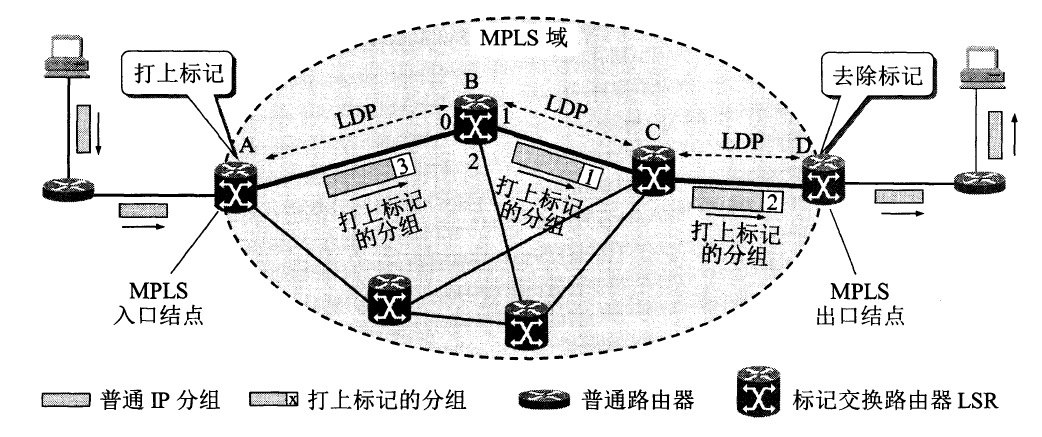 MPLS 域
打上标记
去除标记
B
LDP
LDP
0
1
A
C
LDP
D
2
3
1
2
打上标记
的分组
打上标记
的分组
打上标记
的分组
MPLS
入口结点
MPLS
出口结点
普通 IP 分组
x
打上标记的分组
普通路由器
标记交换路由器 LSR